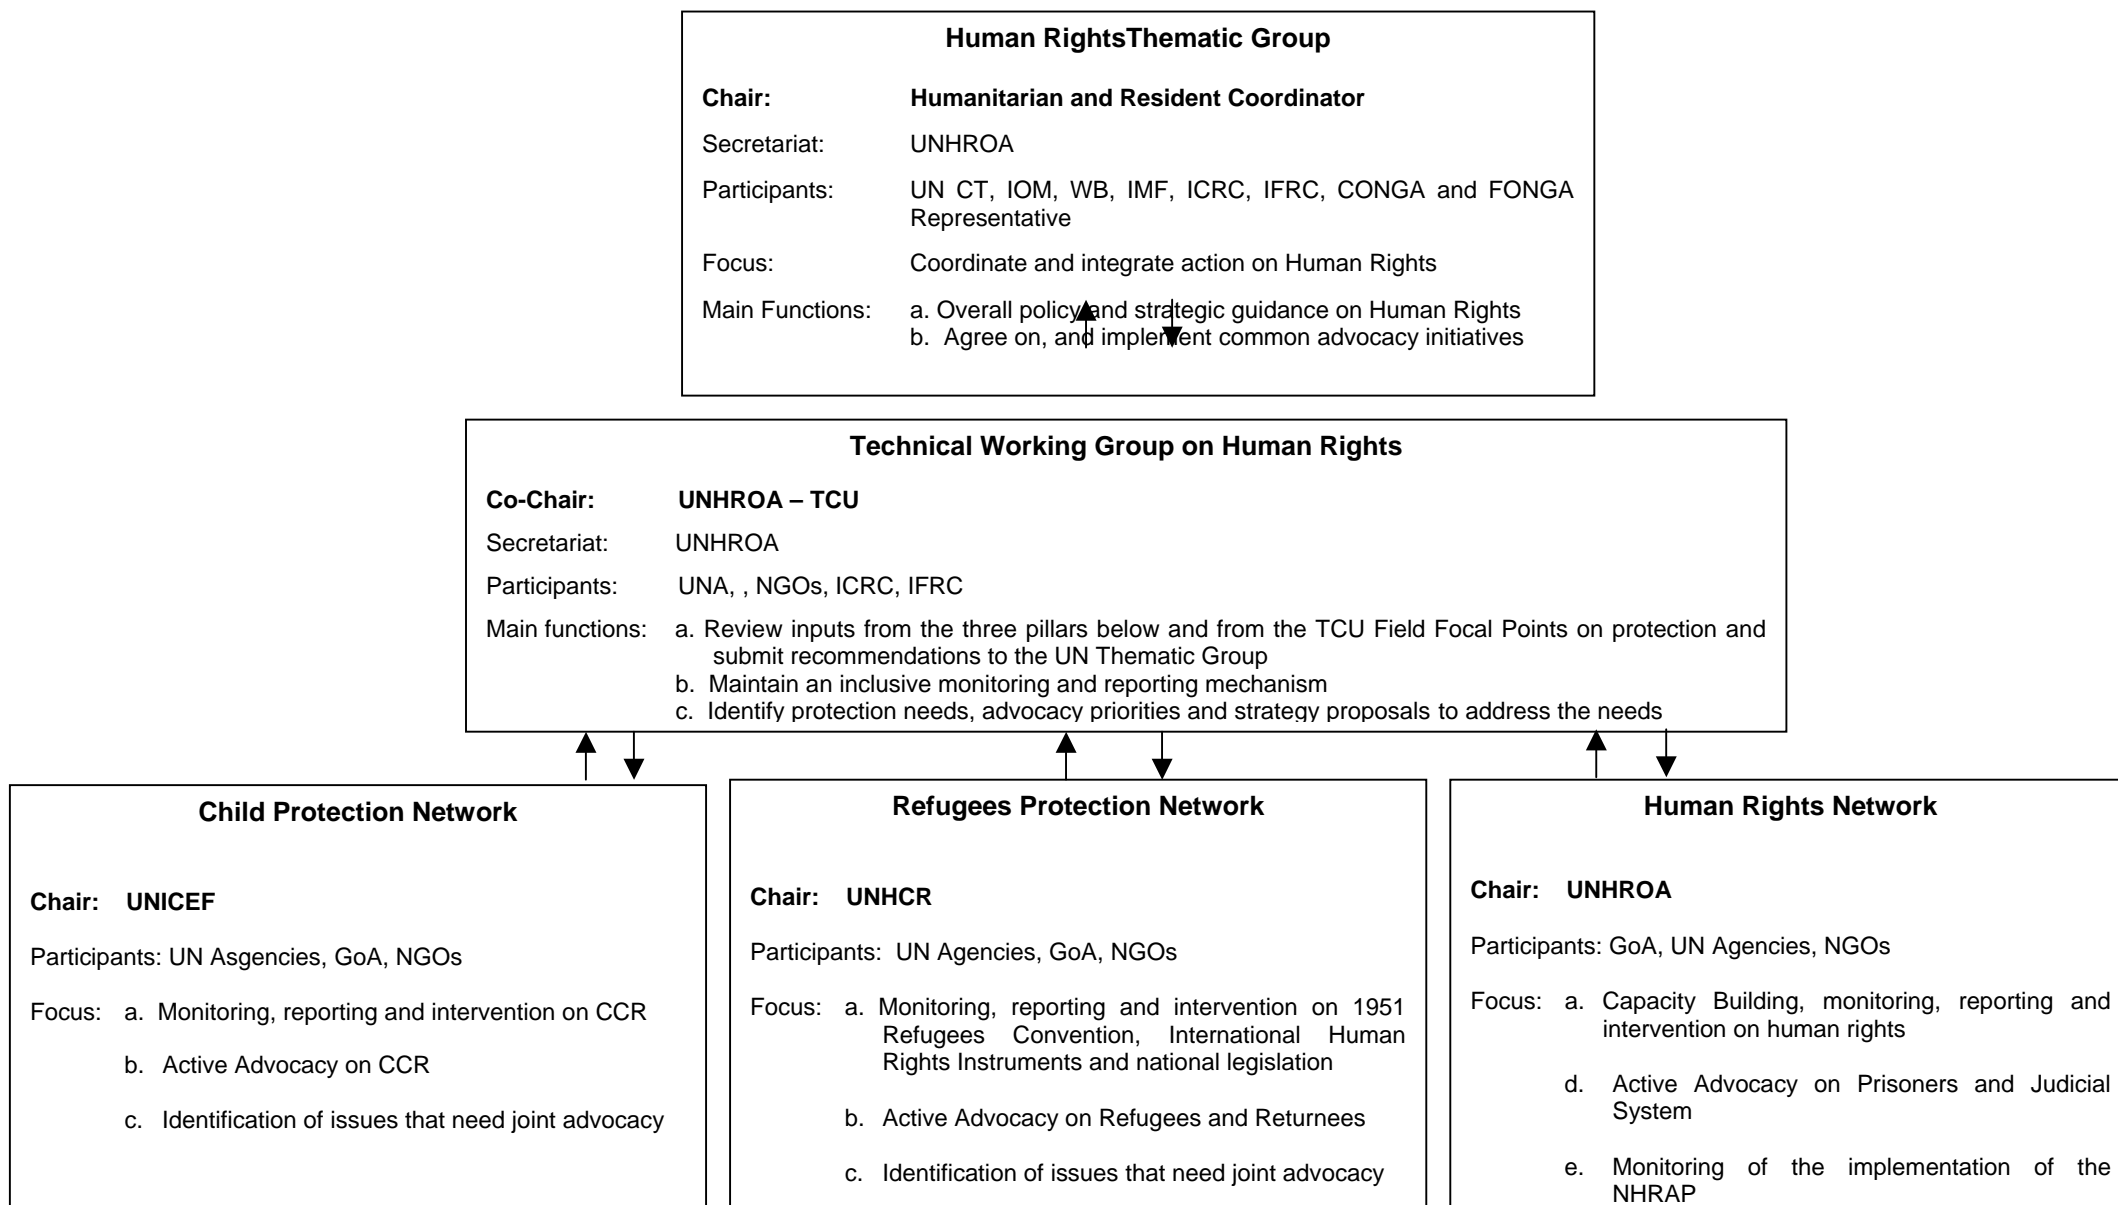 Human RightsThematic Group
Chair: Humanitarian and Resident Coordinator
Secretariat: UNHROA
Participants: UN CT, IOM, WB, IMF, ICRC, IFRC, CONGA and FONGA
Representative
Focus: Coordinate and integrate action on Human Rights
Main Functions: a. Overall policy and strategic guidance on Human Rights
b. Agree on, and implement common advocacy initiatives
Technical Working Group on Human Rights
Co-Chair: UNHROA – TCU
Secretariat: UNHROA
Participants: UNA, , NGOs, ICRC, IFRC
Main functions: a. Review inputs from the three pillars below and from the TCU Field Focal Points on protection and
submit recommendations to the UN Thematic Group
b. Maintain an inclusive monitoring and reporting mechanism
c. Identify protection needs, advocacy priorities and strategy proposals to address the needs
Child Protection Network
Chair: UNICEF
Participants: UN Asgencies, GoA, NGOs
Focus: a. Monitoring, reporting and intervention on CCR
b. Active Advocacy on CCR
c. Identification of issues that need joint advocacy
Refugees Protection Network
Chair: UNHCR
Participants: UN Agencies, GoA, NGOs
Focus: a. Monitoring, reporting and intervention on 1951
Refugees Convention, International Human
Rights Instruments and national legislation
b. Active Advocacy on Refugees and Returnees
c. Identification of issues that need joint advocacy
Human Rights Network
Chair: UNHROA
Participants: GoA, UN Agencies, NGOs
Focus: a. Capacity Building, monitoring, reporting and
intervention on human rights
d. Active Advocacy on Prisoners and Judicial
System
e. Monitoring of the implementation of the
NHRAP